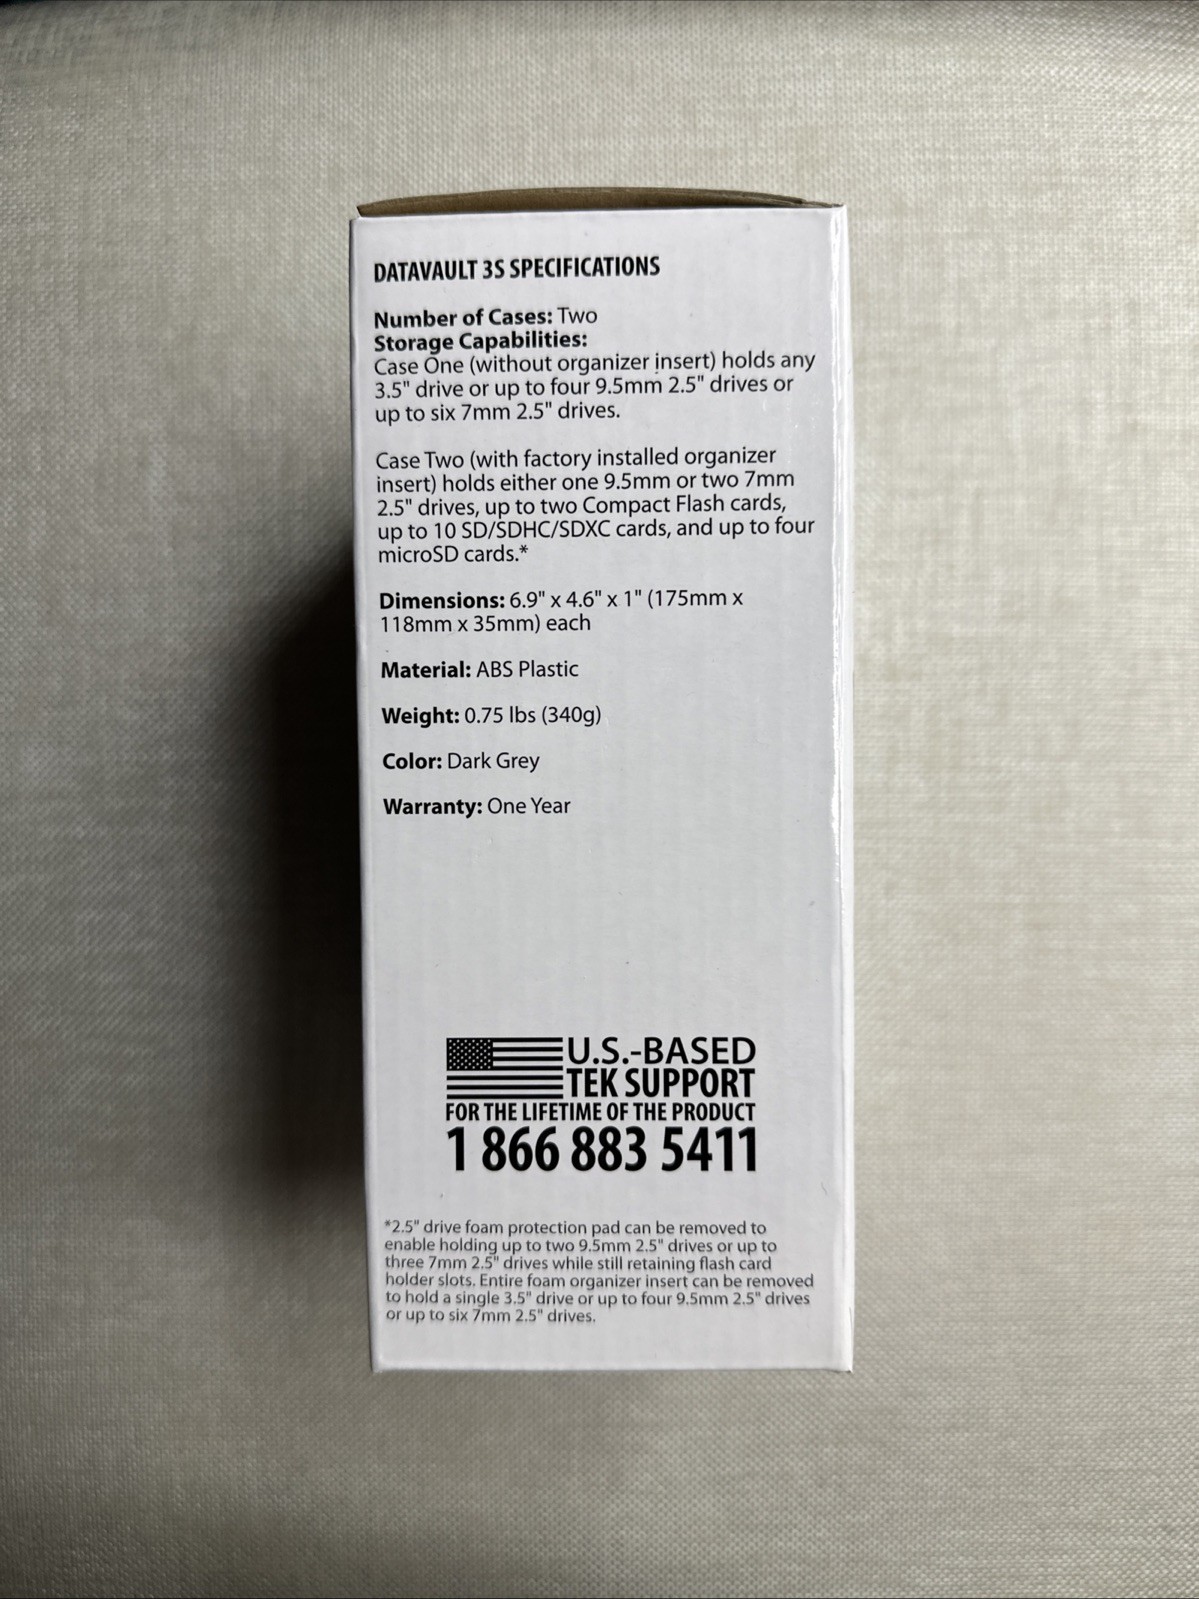 DATAVAULT 3S SPECIFICATIONS
Number of Cases: Two
Storage Capabilities:
Case One (without organizer insert) holds any
3.5" drive or up to four 9.5mm 2.5" drives or
up to six 7mm 2.5" drives.
Case Two (with factory installed organizer
insert) holds either one 9.5mm or two 7mm
2.5" drives, up to two Compact Flash cards,
up to 10 SD/SDHC/SDXC cards, and up to four
microSD cards.*
Dimensions: 6.9" x 4.6" x 1" (175mm x
118mm x 35mm) each
Material: ABS Plastic
Weight: 0.75 lbs (340g)
Color: Dark Grey
Warranty: One Year
U.S.-BASED
TEK SUPPORT
FOR THE LIFETIME OF THE PRODUCT
1 866 883 5411
*2.5" drive foam protection pad can be removed to
enable holding up to two 9.5mm 2.5" drives or up to
three 7mm 2.5" drives while still retaining flash card
holder slots. Entire foam organizer insert can be removed
to hold a single 3.5" drive or up to four 9.5mm 2.5" drives
or up to six 7mm 2.5" drives.